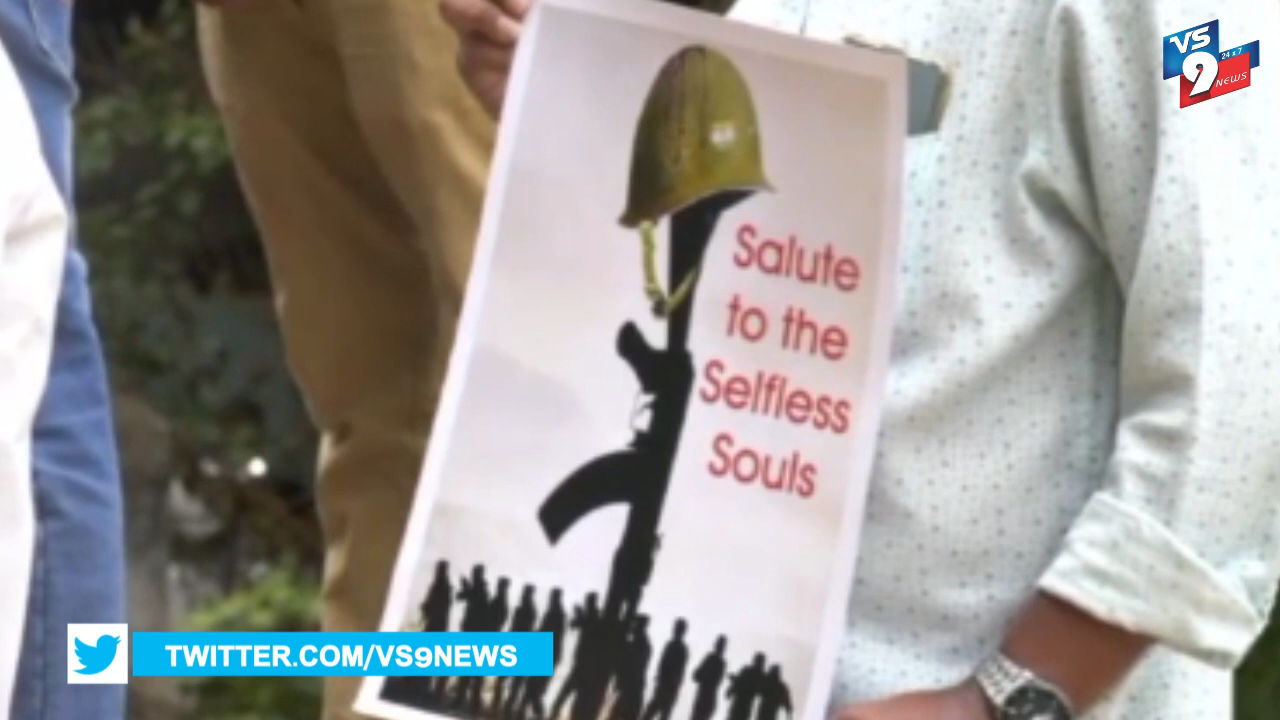 VS
24 x 7
9 NEWS
Salute
to the
Selfless
Souls
TWITTER.COM/VS9NEWS